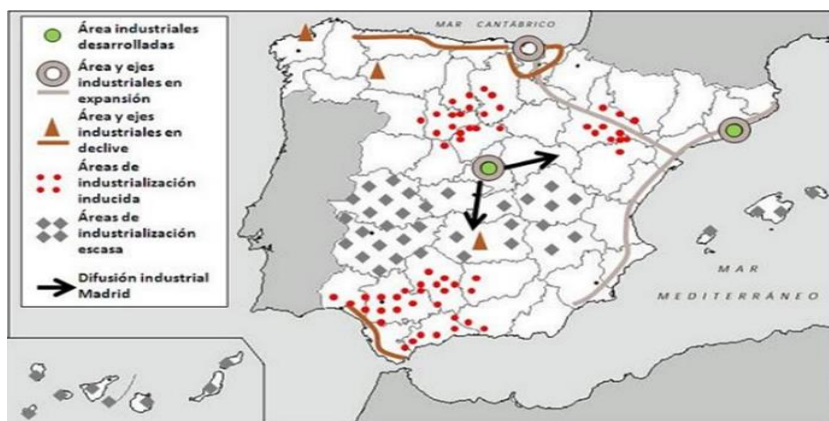 Área industriales
desarrolladas
Área y ejes
industriales en
expansión
Área y ejes
industriales en
declive
Áreas de
industrialización
inducida
Áreas de
industrialización
escasa
Difusión industrial
Madrid
MAR CANTÁBRICO
MAR
MEDITERRÁNEO